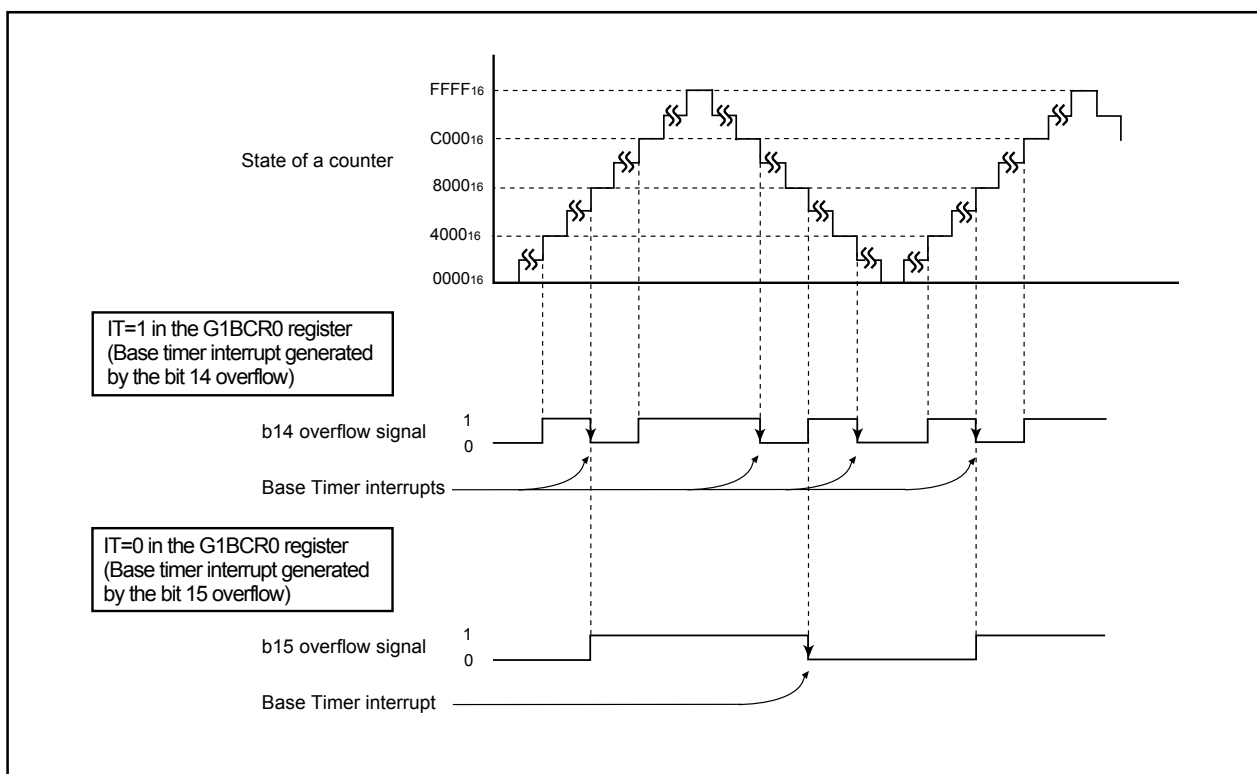 FFFF16
C00016
State of a counter
800016
400016
000016
IT=1 in the G1BCR0 register
(Base timer interrupt generated
by the bit 14 overflow)
b14 overflow signal
1
0
Base Timer interrupts
IT=0 in the G1BCR0 register
(Base timer interrupt generated
by the bit 15 overflow)
b15 overflow signal
1
0
Base Timer interrupt